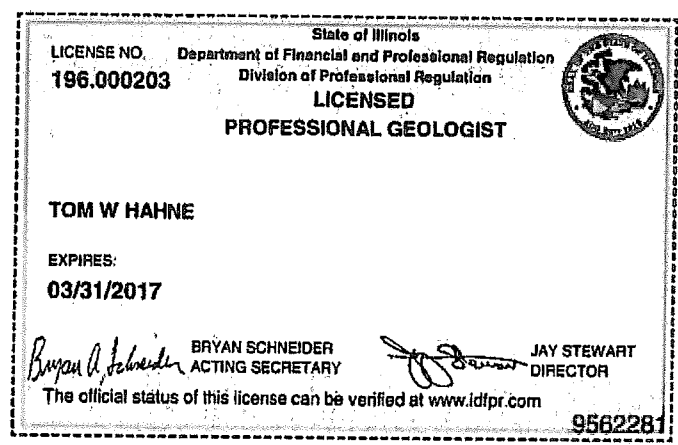 State of Illinois
LICENSE NO. Department of Financial and Professional Regulation
196.000203 Division of Professional Regulation
LICENSED
PROFESSIONAL GEOLOGIST
TOM W HAHNE
EXPIRES:
03/31/2017
Bryan A. Schneider BRYAN SCHNEIDER JAY STEWART
ACTING SECRETARY DIRECTOR
The official status of this license can be verified at www.idfpr.com
9562281